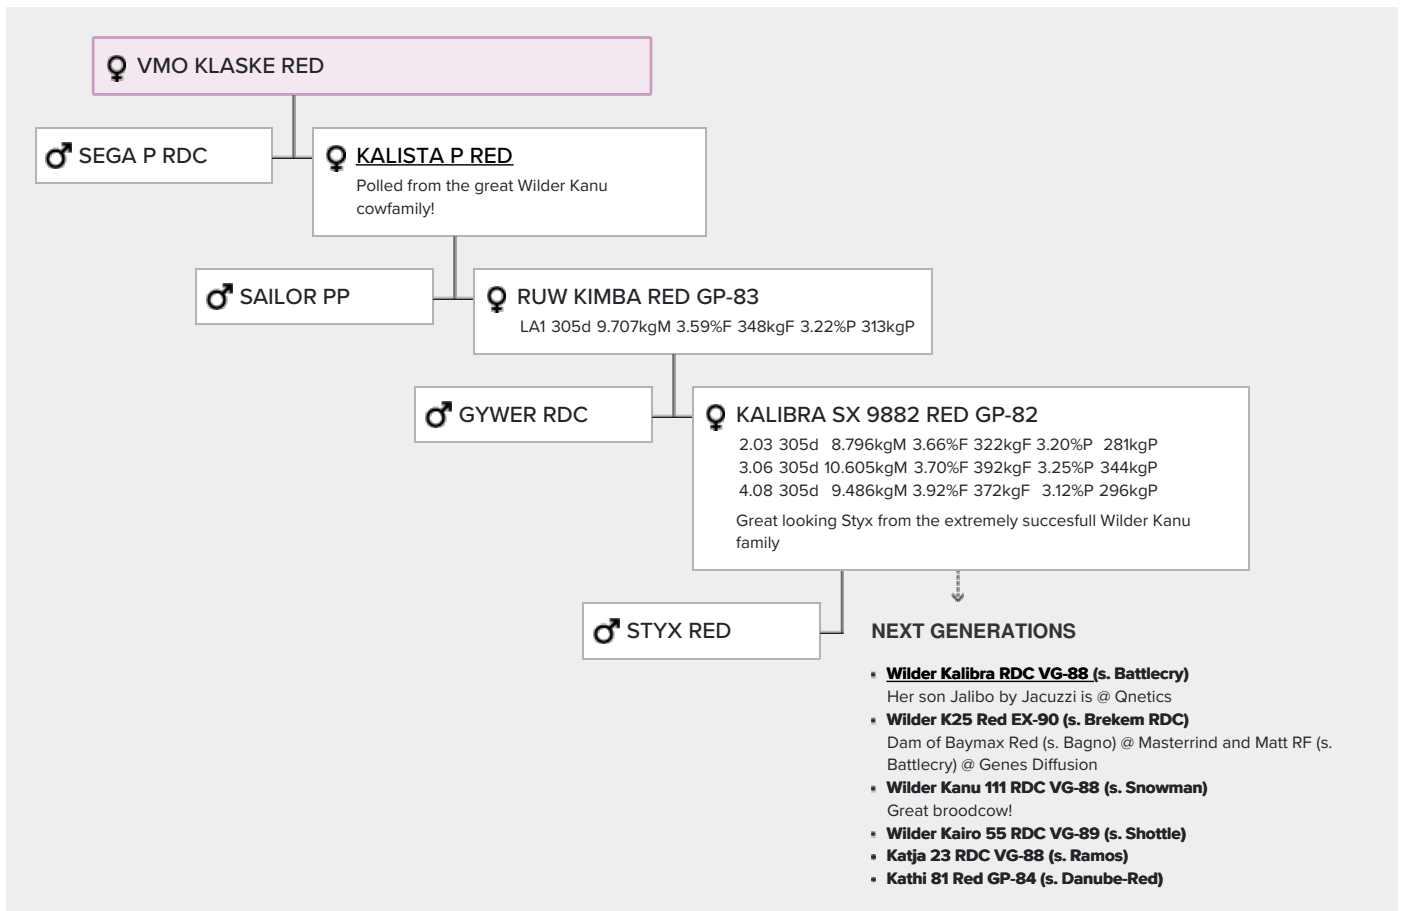 VMO KLASKE RED
SEGA P RDC
KALISTA P RED
Polled from the great Wilder Kanu
cowfamily!
SAILOR PP
RUW KIMBA RED GP-83
LA1 305d 9.707kgM 3.59%F 348kgF 3.22%P 313kgP
GYWER RDC
KALIBRA SX 9882 RED GP-82
2.03 305d 8.796kgM 3.66%F 322kgF 3.20%P 281kgP
3.06 305d 10.605kgM 3.70%F 392kgF 3.25%P 344kgP
4.08 305d 9.486kgM 3.92%F 372kgF 3.12%P 296kgP
Great looking Styx from the extremely succesfull Wilder Kanu
family
STYX RED
NEXT GENERATIONS
Wilder Kalibra RDC VG-88 (s. Battlecry)
Her son Jalibo by Jacuzzi is @ Qnetics
Wilder K25 Red EX-90 (s. Brekem RDC)
Dam of Baymax Red (s. Bagno) @ Masterrind and Matt RF (s.
Battlecry) @ Genes Diffusion
Wilder Kanu 111 RDC VG-88 (s. Snowman)
Great broodcow!
Wilder Kairo 55 RDC VG-89 (s. Shottle)
Katja 23 RDC VG-88 (s. Ramos)
Kathi 81 Red GP-84 (s. Danube-Red)